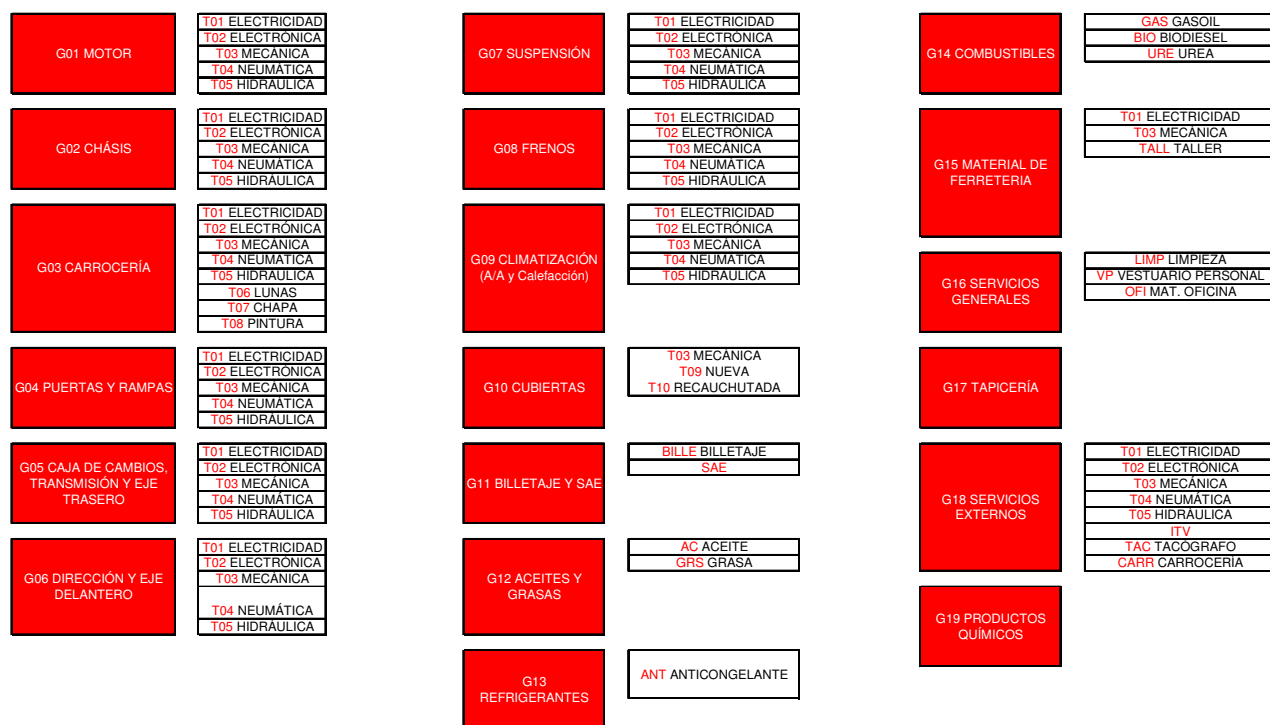 G01 MOTOR
T01 ELECTRICIDAD
T02 ELECTRÓNICA
T03 MECÁNICA
T04 NEUMÁTICA
T05 HIDRÁULICA
G02 CHÁSIS
T01 ELECTRICIDAD
T02 ELECTRÓNICA
T03 MECÁNICA
T04 NEUMÁTICA
T05 HIDRÁULICA
G03 CARROCERÍA
T01 ELECTRICIDAD
T02 ELECTRÓNICA
T03 MECÁNICA
T04 NEUMÁTICA
T05 HIDRÁULICA
T06 LUNAS
T07 CHAPA
T08 PINTURA
G04 PUERTAS Y RAMPAS
T01 ELECTRICIDAD
T02 ELECTRÓNICA
T03 MECÁNICA
T04 NEUMÁTICA
T05 HIDRÁULICA
G05 CAJA DE CAMBIOS,
TRANSMISIÓN Y EJE
TRASERO
T01 ELECTRICIDAD
T02 ELECTRÓNICA
T03 MECÁNICA
T04 NEUMÁTICA
T05 HIDRÁULICA
G06 DIRECCIÓN Y EJE
DELANTERO
T01 ELECTRICIDAD
T02 ELECTRÓNICA
T03 MECÁNICA
T04 NEUMÁTICA
T05 HIDRÁULICA
G07 SUSPENSIÓN
T01 ELECTRICIDAD
T02 ELECTRÓNICA
T03 MECÁNICA
T04 NEUMÁTICA
T05 HIDRÁULICA
G08 FRENOS
T01 ELECTRICIDAD
T02 ELECTRÓNICA
T03 MECÁNICA
T04 NEUMÁTICA
T05 HIDRÁULICA
G09 CLIMATIZACIÓN
(A/A y Calefacción)
T01 ELECTRICIDAD
T02 ELECTRÓNICA
T03 MECÁNICA
T04 NEUMÁTICA
T05 HIDRÁULICA
G10 CUBIERTAS
T03 MECÁNICA
T09 NUEVA
T10 RECAUCHUTADA
G11 BILLETAJE Y SAE
BILLE BILLETAJE
SAE
G12 ACEITES Y
GRASAS
AC ACEITE
GRS GRASA
G13
REFRIGERANTES
ANT ANTICONGELANTE
G14 COMBUSTIBLES
GAS GASOIL
BIO BIODIESEL
URE UREA
G15 MATERIAL DE
FERRETERIA
T01 ELECTRICIDAD
T03 MECÁNICA
TALL TALLER
G16 SERVICIOS
GENERALES
LIMP LIMPIEZA
VP VESTUARIO PERSONAL
OFI MAT. OFICINA
G17 TAPICERÍA
G18 SERVICIOS
EXTERNOS
T01 ELECTRICIDAD
T02 ELECTRÓNICA
T03 MECÁNICA
T04 NEUMÁTICA
T05 HIDRÁULICA
ITV
TAC TACÓGRAFO
CARR CARROCERÍA
G19 PRODUCTOS
QUÍMICOS